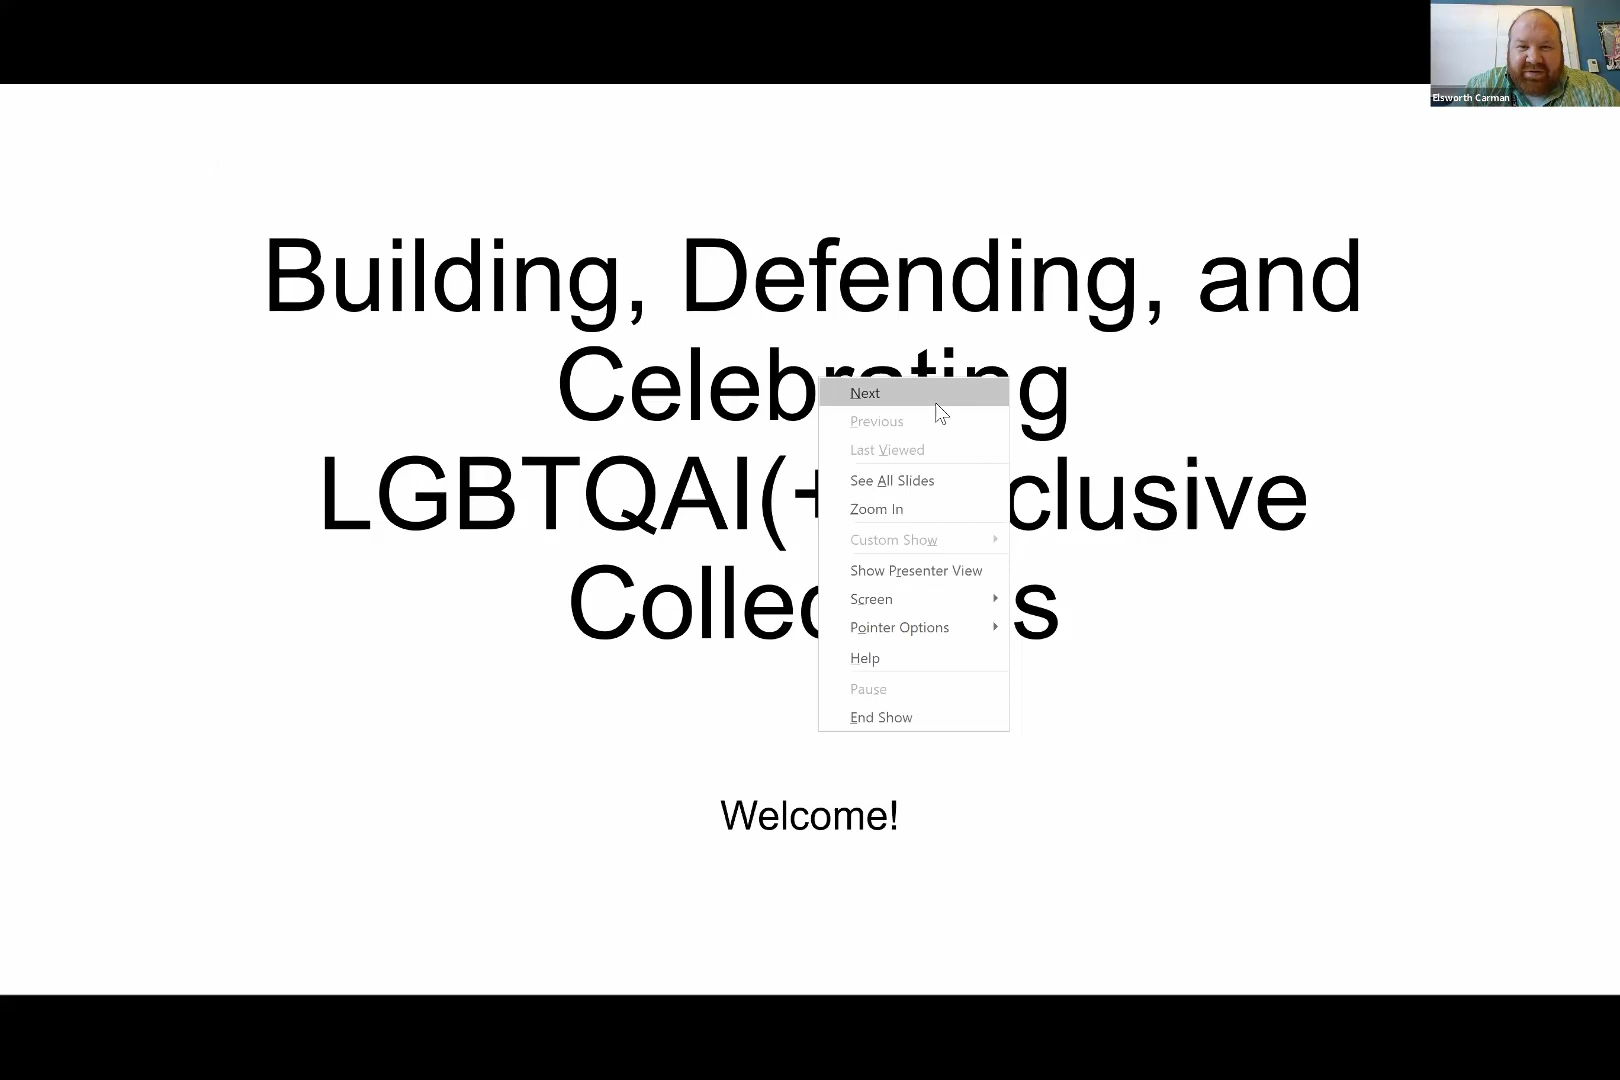 Elsworth Carman
Building, Defending, and
Celebrating
LGBTQAI(+ clusive
Collec s
Next
Previous
Last Viewed
See All Slides
Zoom In
Custom Show
Show Presenter View
Screen
Pointer Options
Help
Pause
End Show
Welcome!